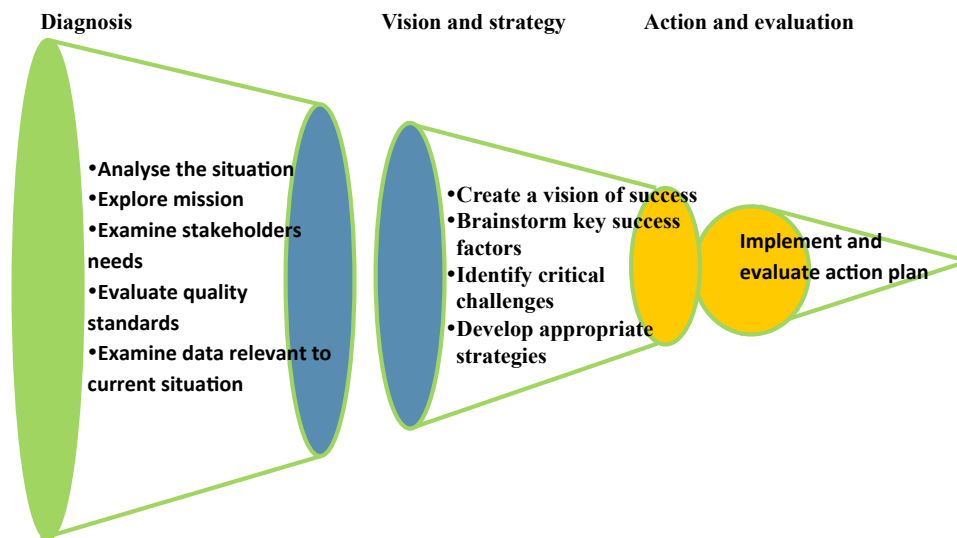 Diagnosis
Vision and strategy
Action and evaluation
•Analyse the situation
•Explore mission
•Examine stakeholders
needs
•Evaluate quality
standards
•Examine data relevant to
current situation
•Create a vision of success
•Brainstorm key success
factors
•Identify critical
challenges
•Develop appropriate
strategies
Implement and
evaluate action plan